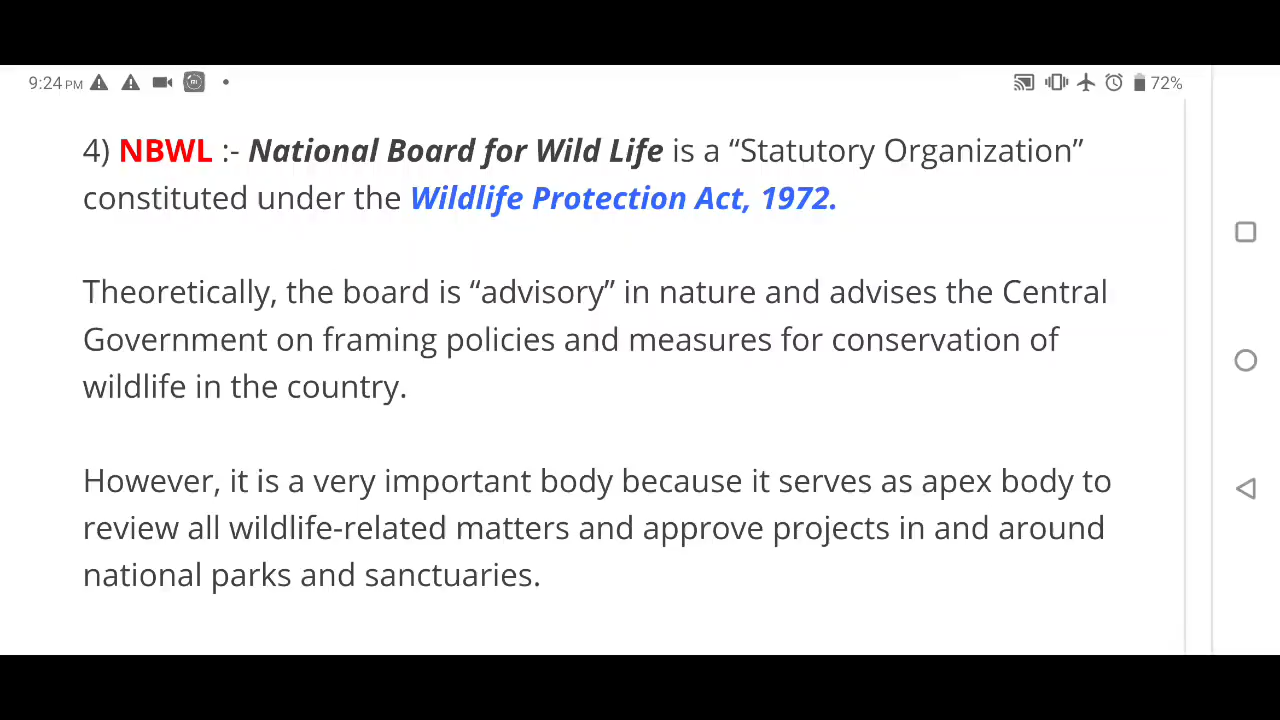 9:24 PM 72%
4) NBWL :- National Board for Wild Life is a “Statutory Organization”
constituted under the Wildlife Protection Act, 1972.
Theoretically, the board is “advisory” in nature and advises the Central
Government on framing policies and measures for conservation of
wildlife in the country.
However, it is a very important body because it serves as apex body to
review all wildlife-related matters and approve projects in and around
national parks and sanctuaries.